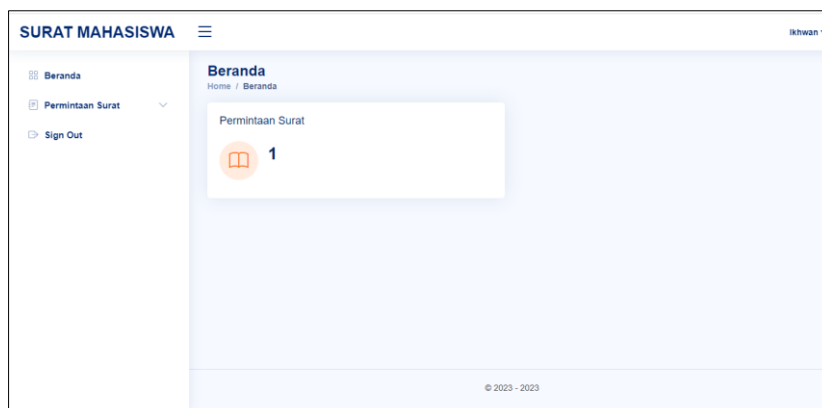 SURAT MAHASISWA
Ikhwan
Beranda
Permintaan Surat
Sign Out
Beranda
Home / Beranda
Permintaan Surat
1
© 2023 - 2023